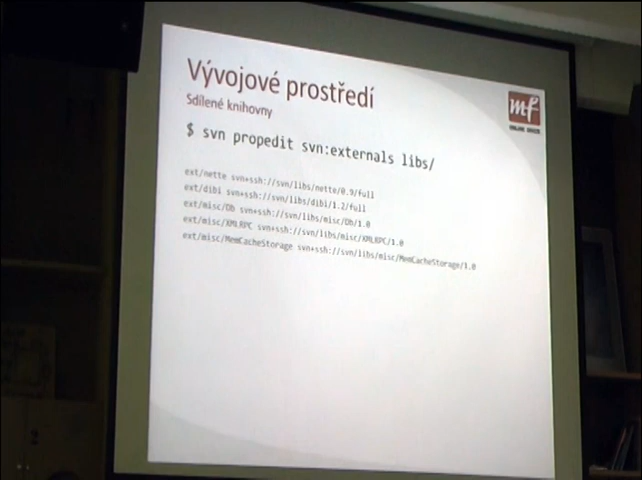 Vývojové prostředí
Sdílené knihovny
mf
$ svn propedit svn:externals libs/
ext/nette svn+ssh://svn/libs/nette/0.9/full
ext/dibi svn+ssh://svn/libs/dibi/1.2/full
ext/misc/Db svn+ssh://svn/libs/misc/Db/1.0
ext/misc/XMLRPC svn+ssh://svn/libs/misc/XMLRPC/1.0
ext/misc/MemCacheStorage svn+ssh://svn/libs/misc/MemCacheStorage/1.0